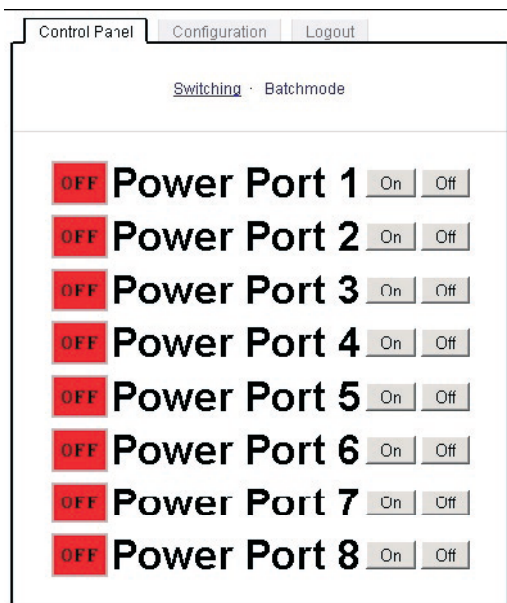 Control Panel Configuration Logout
Switching · Batchmode
OFF Power Port 1 On Off
OFF Power Port 2 On Off
OFF Power Port 3 On Off
OFF Power Port 4 On Off
OFF Power Port 5 On Off
OFF Power Port 6 On Off
OFF Power Port 7 On Off
OFF Power Port 8 On Off